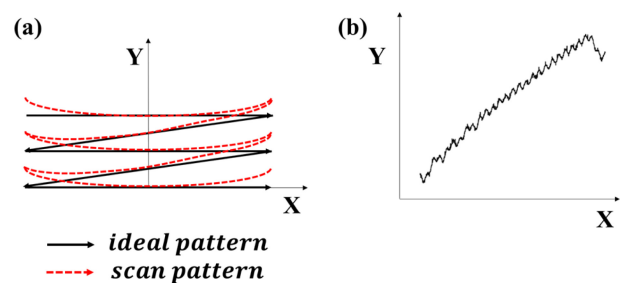 (a)
Y
X
ideal pattern
scan pattern
(b)
Y
X